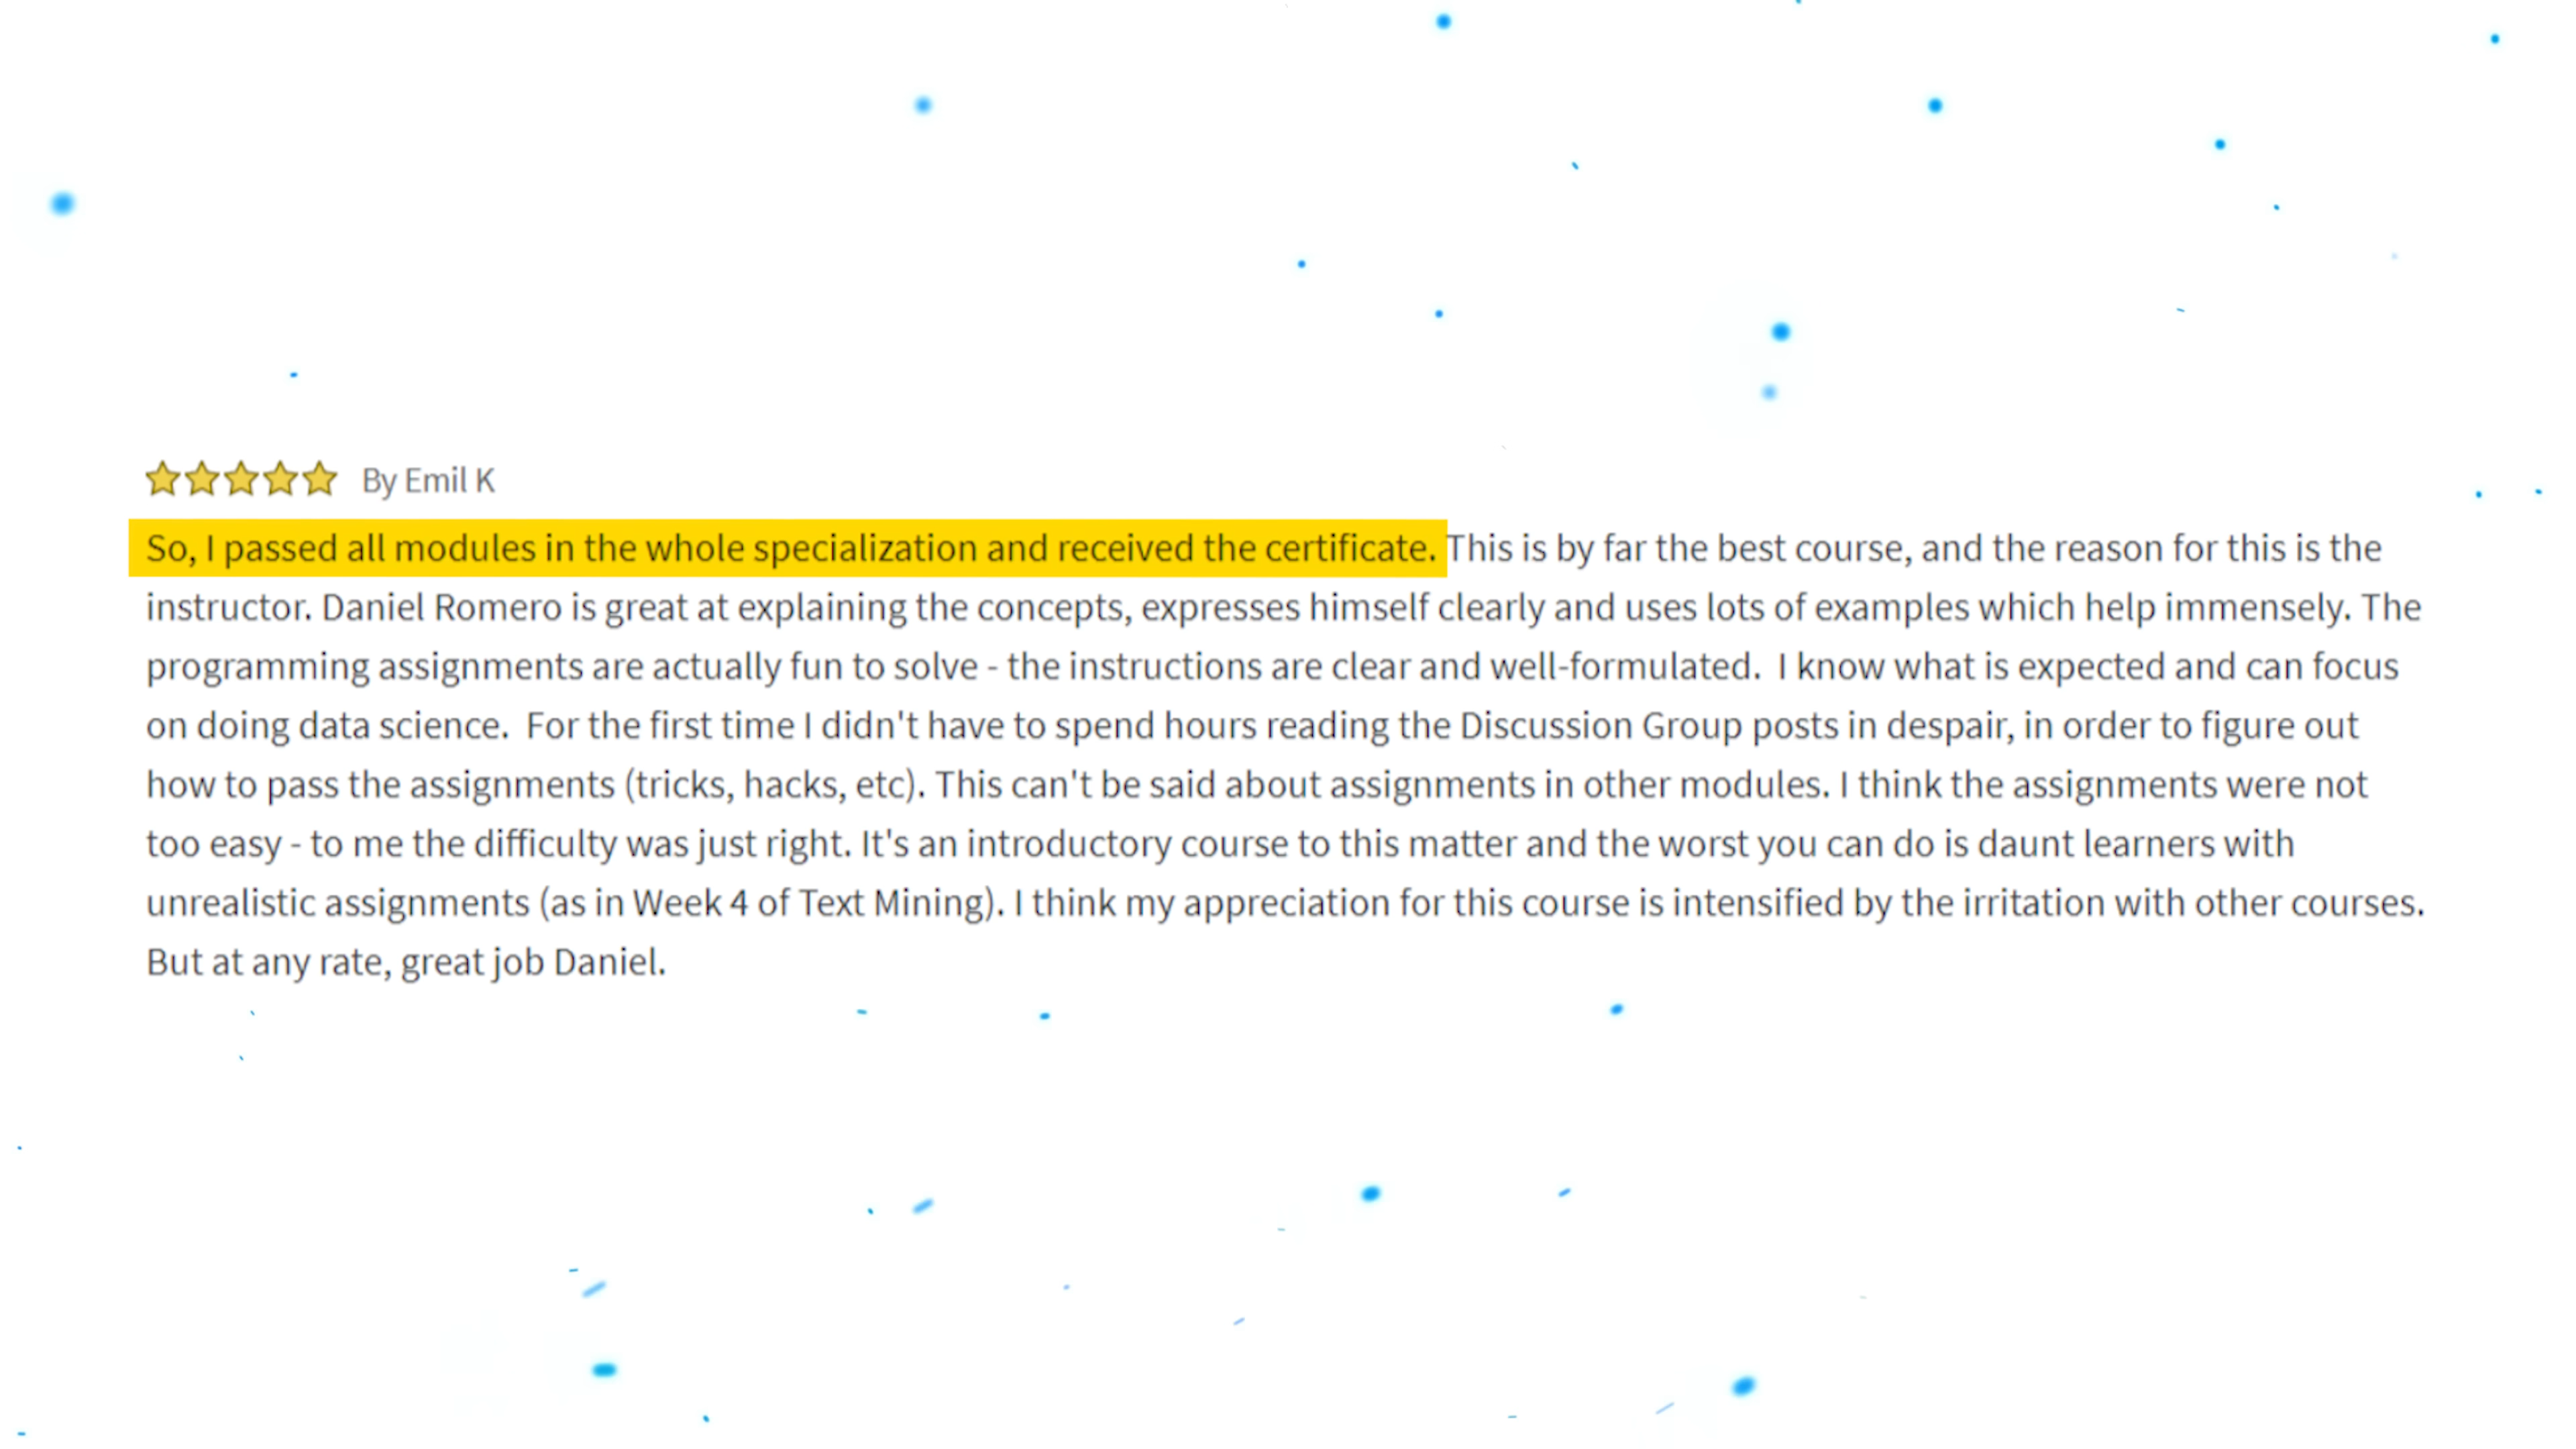 By Emil K
So, I passed all modules in the whole specialization and received the certificate. This is by far the best course, and the reason for this is the
instructor. Daniel Romero is great at explaining the concepts, expresses himself clearly and uses lots of examples which help immensely. The
programming assignments are actually fun to solve - the instructions are clear and well-formulated.  I know what is expected and can focus
on doing data science.  For the first time I didn't have to spend hours reading the Discussion Group posts in despair, in order to figure out
how to pass the assignments (tricks, hacks, etc). This can't be said about assignments in other modules. I think the assignments were not
too easy - to me the difficulty was just right. It's an introductory course to this matter and the worst you can do is daunt learners with
unrealistic assignments (as in Week 4 of Text Mining). I think my appreciation for this course is intensified by the irritation with other courses.
But at any rate, great job Daniel.